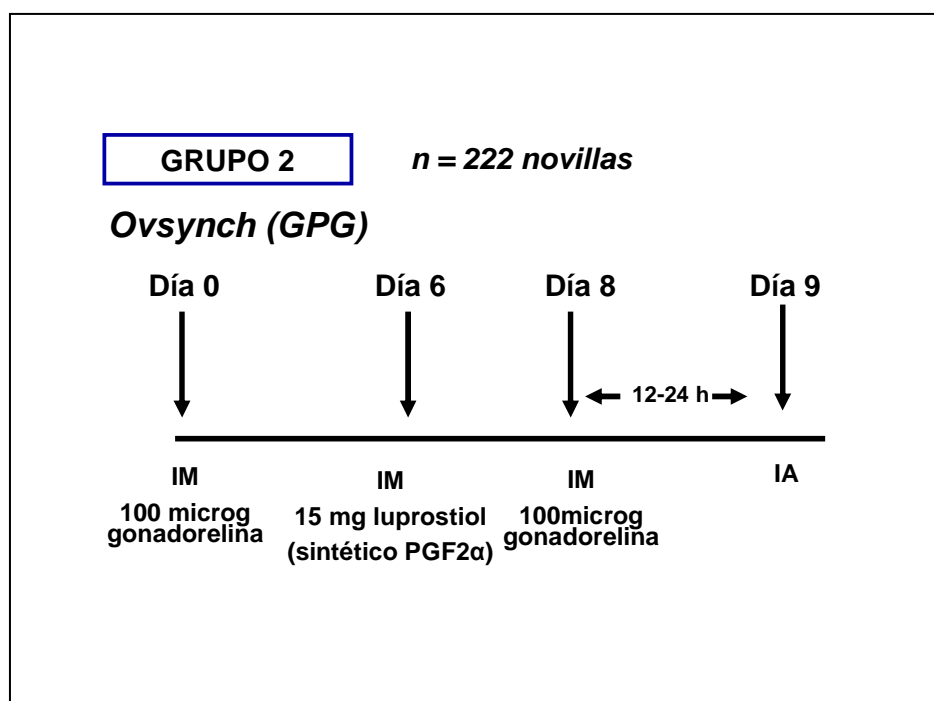 GRUPO 2 n = 222 novillas
Ovsynch (GPG)
Día 0 Día 6 Día 8 Día 9
12-24 h
IM IM IM IA
100 microg 15 mg luprostiol 100microg
gonadorelina (sintético PGF2α) gonadorelina